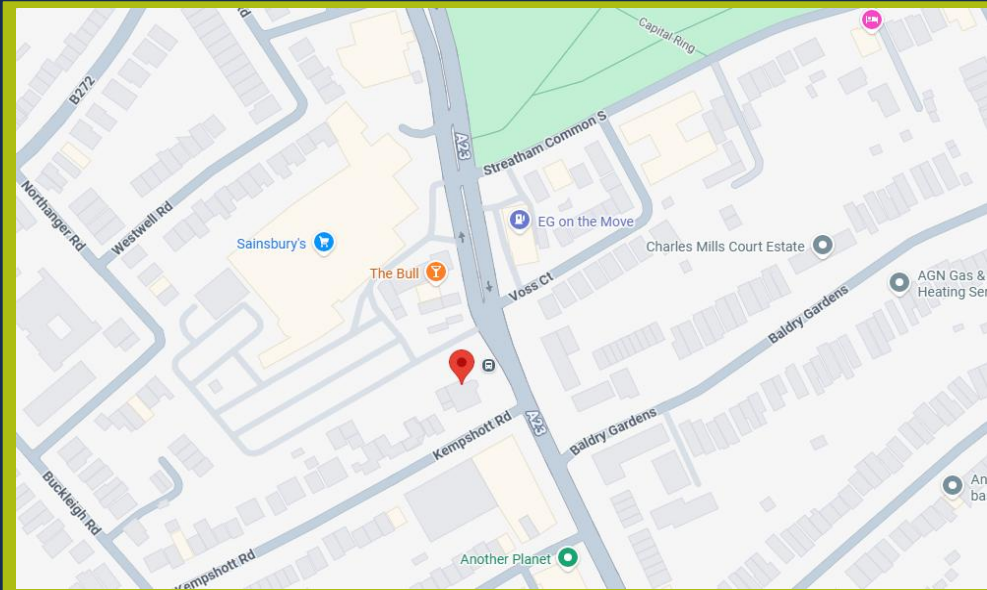 Capital Ring
B272
A23
Streatham Common S
Northanger Rd
Westwell Rd
EG on the Move
Sainsbury's
Charles Mills Court Estate
The Bull
Voss Ct
AGN Gas &
Heating Ser
Baldry Gardens
Kempshott Rd
A23
Baldry Gardens
Buckleigh Rd
An
ba
Another Planet
Kempshott Rd